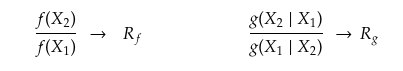 f(X₂)/f(X₁) → R_f    g(X₂ | X₁)/g(X₁ | X₂) → R_g